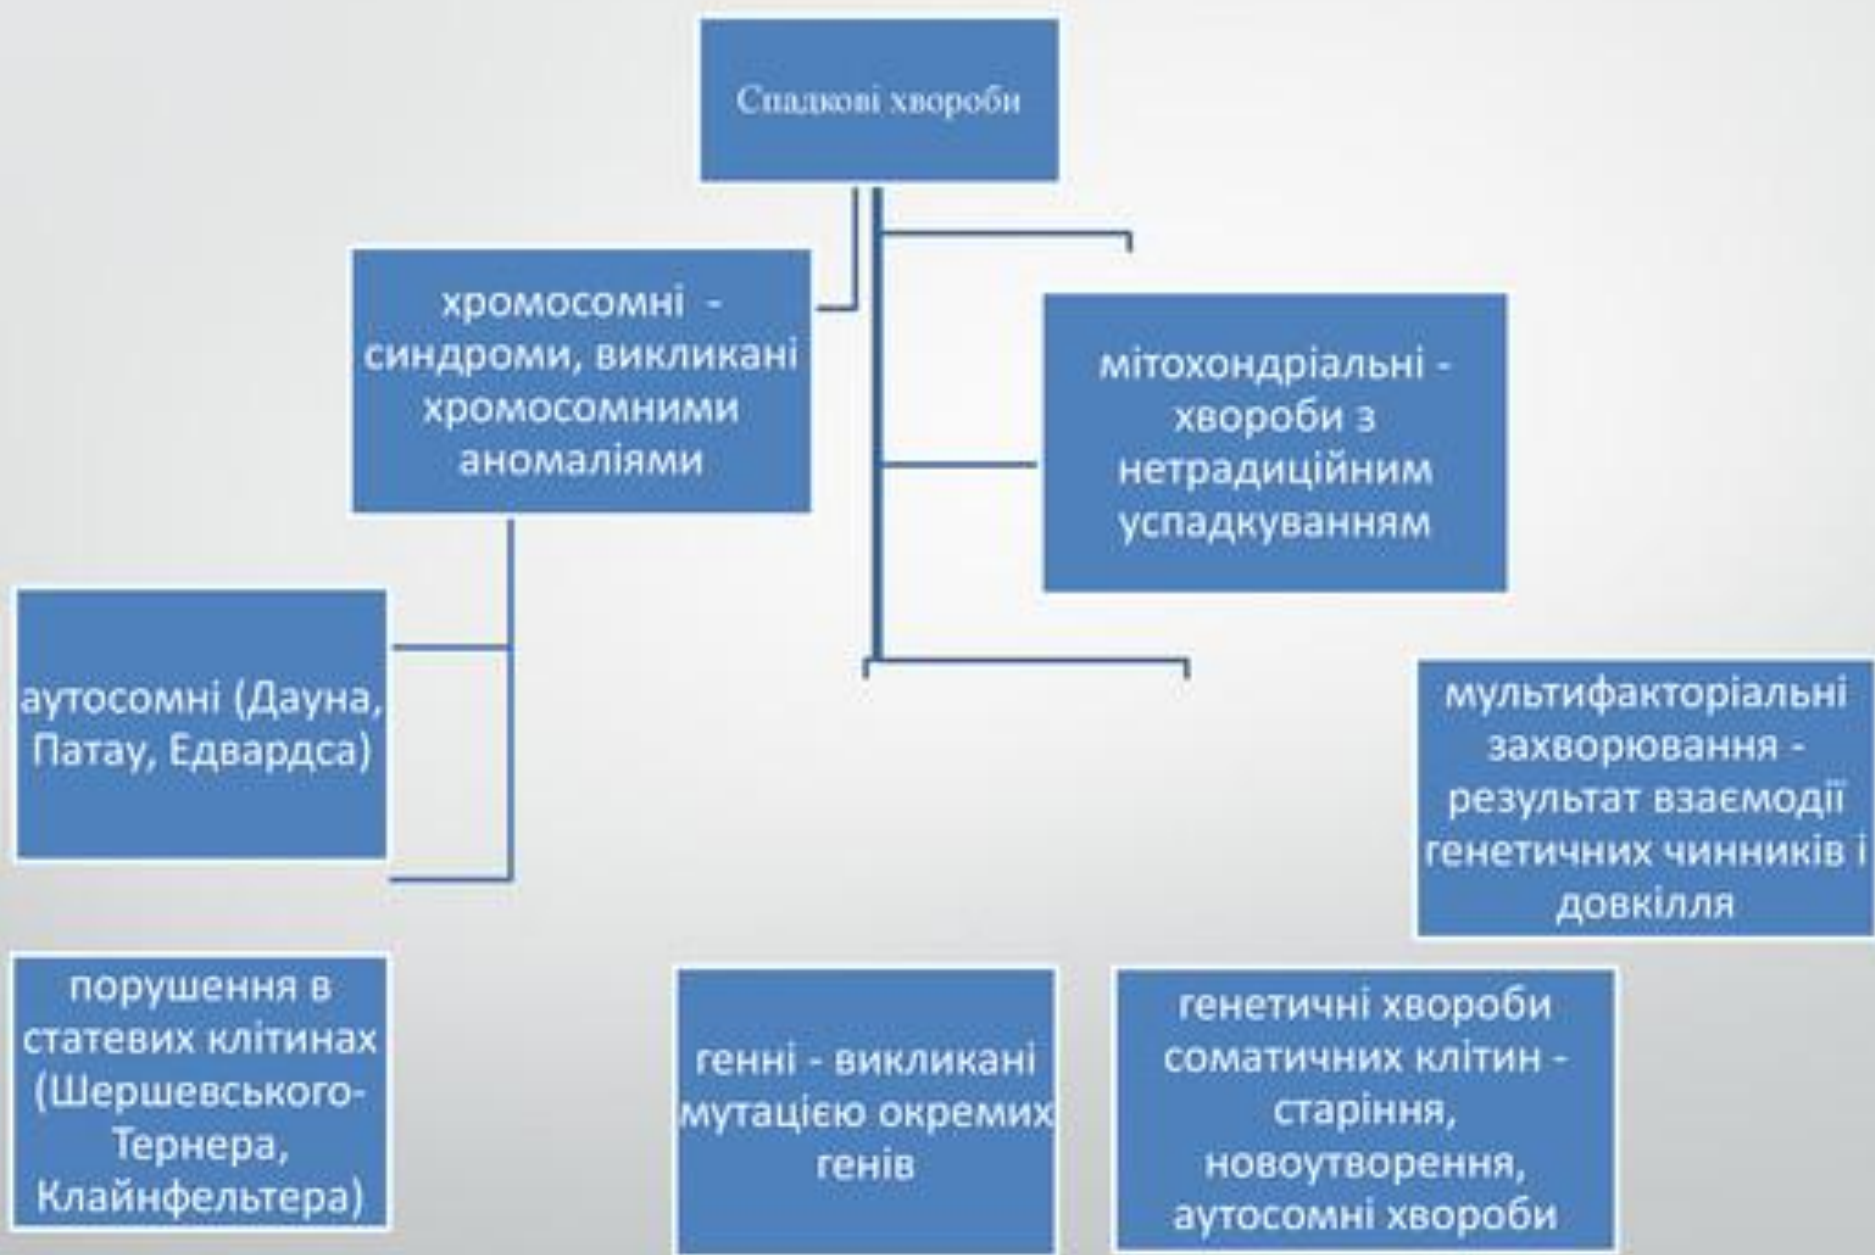 Спадкові хвороби
хромосомні -
синдроми, викликані
хромосомними
аномаліями
мітохондріальні -
хвороби з
нетрадиційним
успадкуванням
аутосомні (Дауна,
Патау, Едвардса)
мультифакторіальні
захворювання -
результат взаємодії
генетичних чинників і
довкілля
порушення в
статевих клітинах
(Шершевського-
Тернера,
Клайнфельтера)
генні - викликані
мутацією окремих
генів
генетичні хвороби
соматичних клітин -
старіння,
новоутворення,
аутосомні хвороби